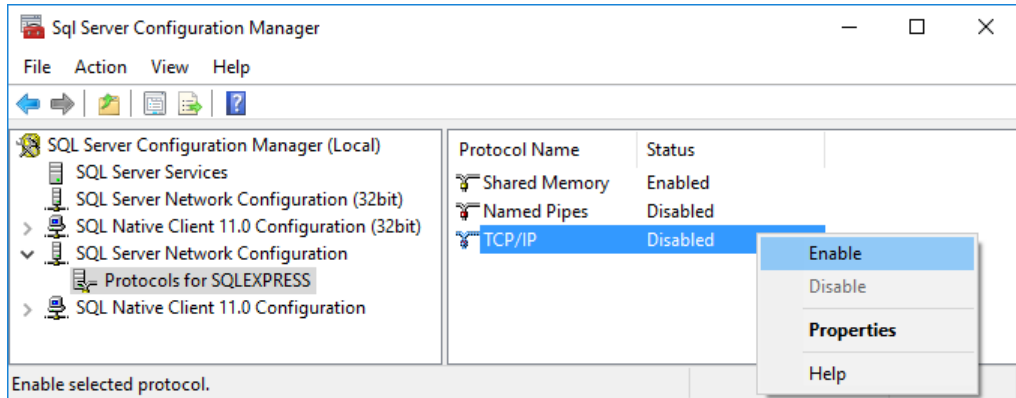 Sql Server Configuration Manager
File Action View Help
SQL Server Configuration Manager (Local)
SQL Server Services
SQL Server Network Configuration (32bit)
SQL Native Client 11.0 Configuration (32bit)
SQL Server Network Configuration
Protocols for SQLEXPRESS
SQL Native Client 11.0 Configuration
Protocol Name Status
Shared Memory Enabled
Named Pipes Disabled
TCP/IP Disabled
Enable
Disable
Properties
Help
Enable selected protocol.